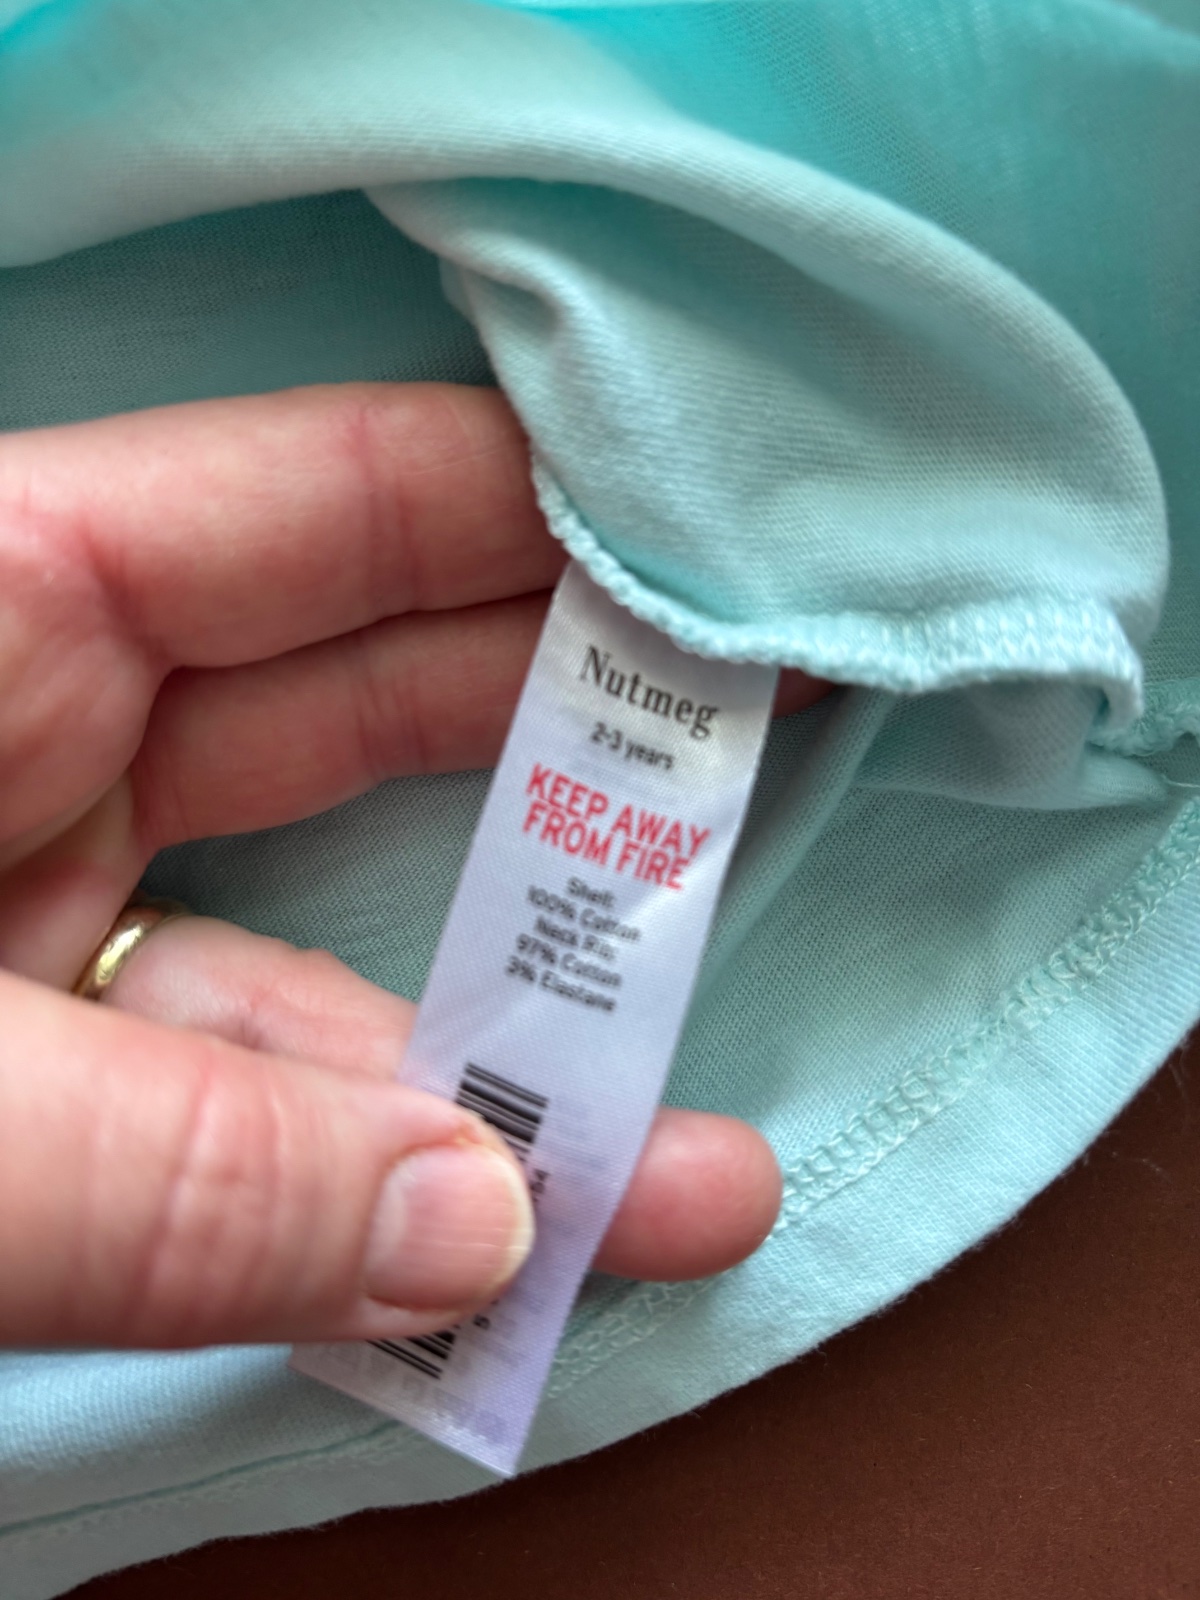 Nutmeg
2-3 years
KEEP AWAY
FROM FIRE
Shell:
100% Cotton
Neck Rib:
97% Cotton
3% Elastane